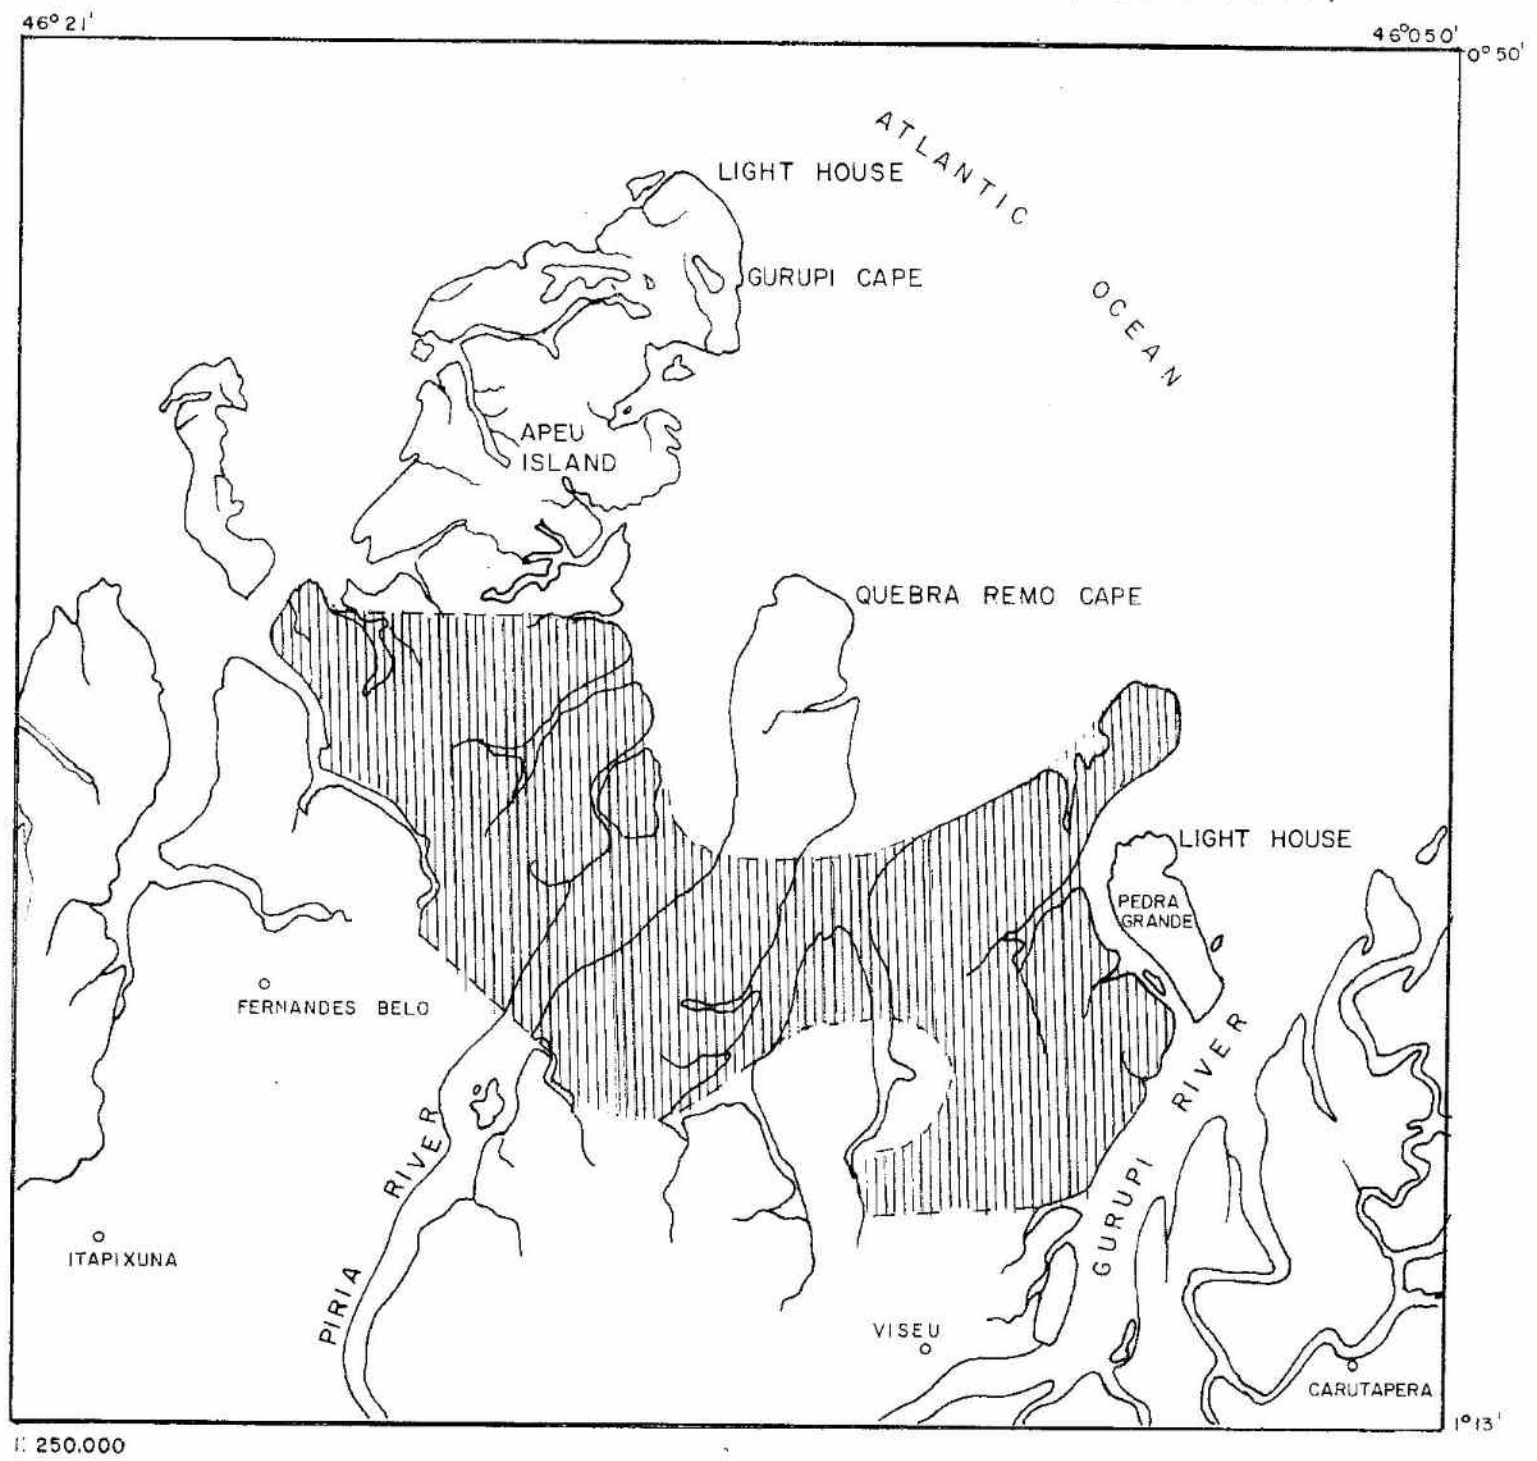 46°21'
46°050'
0°50'
ATLANTIC
OCEAN
LIGHT HOUSE
GURUPI CAPE
APEU
ISLAND
QUEBRA REMO CAPE
LIGHT HOUSE
PEDRA
GRANDE
FERNANDES BELO
GURUPI RIVER
PIRIA RIVER
ITAPIXUNA
VISEU
CARUTAPERA
1°13'
1: 250.000